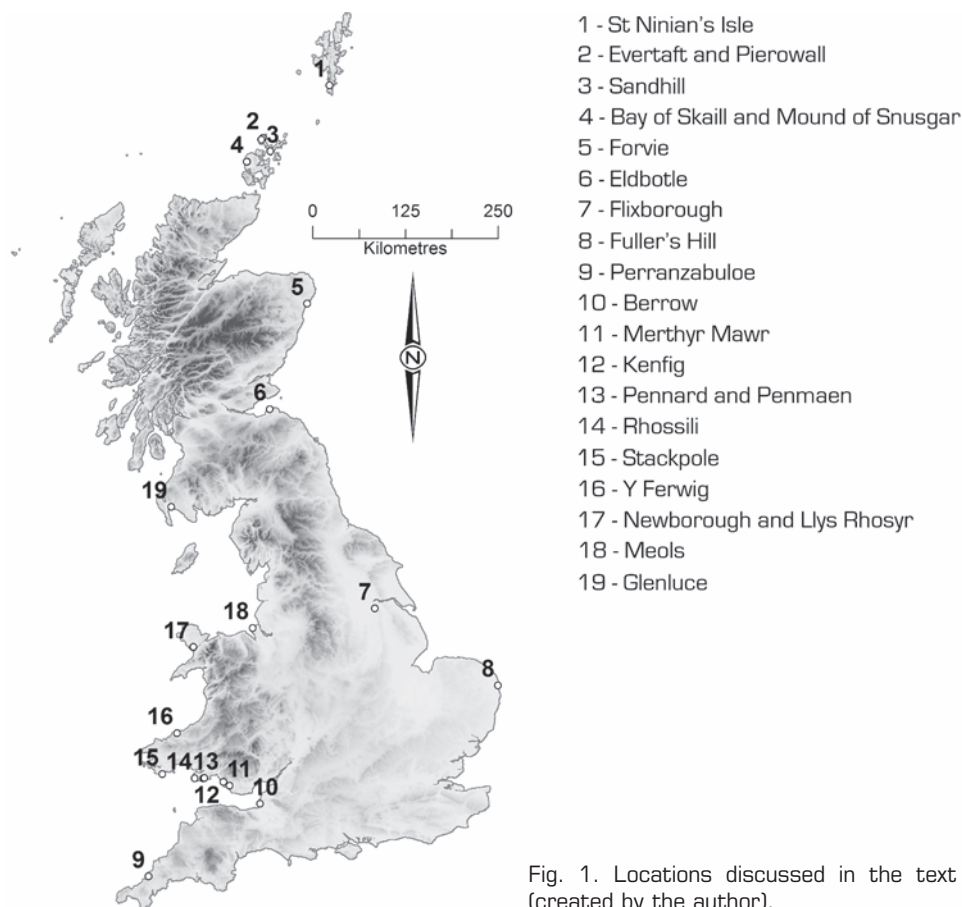 1 - St Ninian's Isle
2 - Evertaft and Pierowall
3 - Sandhill
4 - Bay of Skaill and Mound of Snusgar
5 - Forvie
6 - Eldbotle
7 - Flixborough
8 - Fuller's Hill
9 - Perranzabuloe
10 - Berrow
11 - Merthyr Mawr
12 - Kenfig
13 - Pennard and Penmaen
14 - Rhossili
15 - Stackpole
16 - Y Ferwig
17 - Newborough and Llys Rhosyr
18 - Meols
19 - Glenluce
1
2
3
4
0 125 250
Kilometres
5
N
6
19
7
18
17
8
16
15 14 13
11
12
10
9
Fig. 1. Locations discussed in the text
(created by the author).